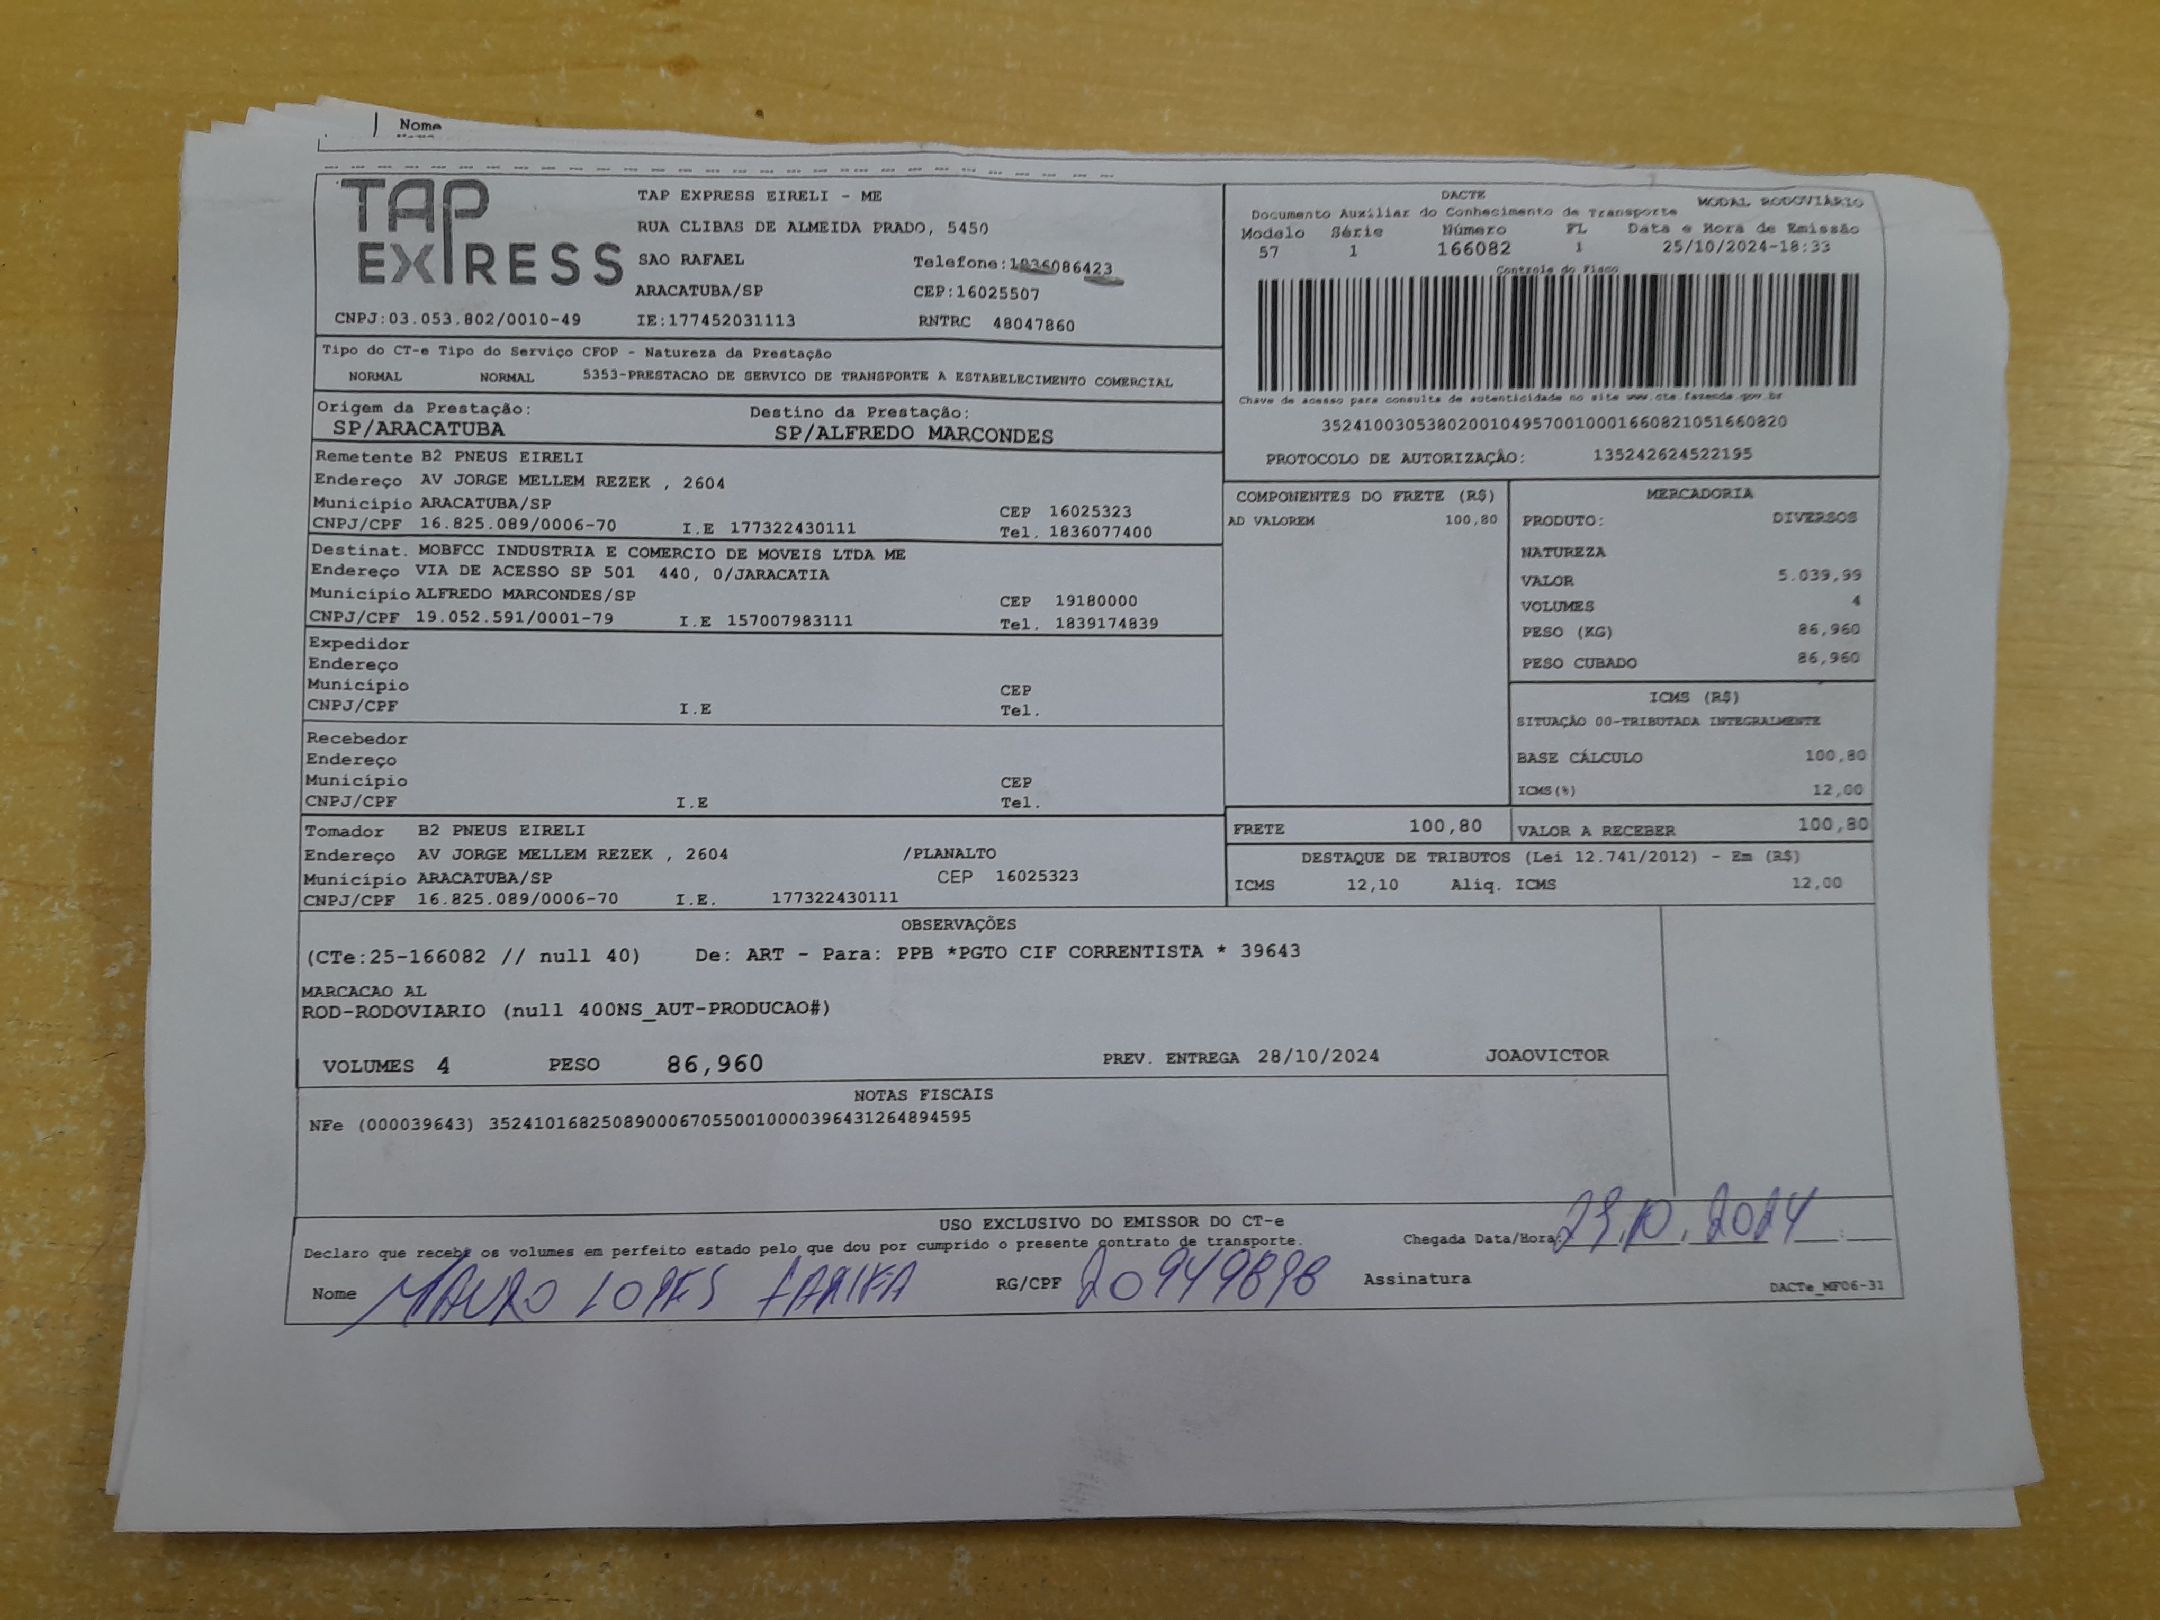 Nome
TAP EXPRESS
TAP EXPRESS EIRELI - ME
RUA CLIBAS DE ALMEIDA PRADO, 5450
SAO RAFAEL Telefone:1836086423
ARACATUBA/SP CEP:16025507
CNPJ:03.053.802/0010-49 IE:177452031113 RNTRC 48047860
DACTE MODAL RODOVIÁRIO
Documento Auxiliar do Conhecimento de Transporte
Modelo Série Número FL Data e Hora de Emissão
57 1 166082 1 25/10/2024-18:33
Controle do Fisco
Chave de acesso para consulta de autenticidade no site www.cte.fazenda.gov.br
35241003053802001049570010001660821051660820
PROTOCOLO DE AUTORIZAÇÃO: 135242624522195
Tipo do CT-e Tipo do Serviço CFOP - Natureza da Prestação
NORMAL NORMAL 5353-PRESTACAO DE SERVICO DE TRANSPORTE A ESTABELECIMENTO COMERCIAL
Origem da Prestação: Destino da Prestação:
SP/ARACATUBA SP/ALFREDO MARCONDES
Remetente B2 PNEUS EIRELI
Endereço AV JORGE MELLEM REZEK , 2604
Município ARACATUBA/SP CEP 16025323
CNPJ/CPF 16.825.089/0006-70 I.E 177322430111 Tel. 1836077400
Destinat. MOBFCC INDUSTRIA E COMERCIO DE MOVEIS LTDA ME
Endereço VIA DE ACESSO SP 501 440, 0/JARACATIA
Município ALFREDO MARCONDES/SP CEP 19180000
CNPJ/CPF 19.052.591/0001-79 I.E 157007983111 Tel. 1839174839
Expedidor
Endereço
Município CEP
CNPJ/CPF I.E Tel.
Recebedor
Endereço
Município CEP
CNPJ/CPF I.E Tel.
Tomador B2 PNEUS EIRELI
Endereço AV JORGE MELLEM REZEK , 2604 /PLANALTO
Município ARACATUBA/SP CEP 16025323
CNPJ/CPF 16.825.089/0006-70 I.E. 177322430111
COMPONENTES DO FRETE (R$)
AD VALOREM 100,80
MERCADORIA
PRODUTO: DIVERSOS
NATUREZA
VALOR 5.039,99
VOLUMES 4
PESO (KG) 86,960
PESO CUBADO 86,960
ICMS (R$)
SITUAÇÃO 00-TRIBUTADA INTEGRALMENTE
BASE CÁLCULO 100,80
ICMS(%) 12,00
FRETE 100,80 VALOR A RECEBER 100,80
DESTAQUE DE TRIBUTOS (Lei 12.741/2012) - Em (R$)
ICMS 12,10 Aliq. ICMS 12,00
OBSERVAÇÕES
(CTe:25-166082 // null 40) De: ART - Para: PPB *PGTO CIF CORRENTISTA * 39643
MARCACAO AL
ROD-RODOVIARIO (null 400NS_AUT-PRODUCAO#)
VOLUMES 4 PESO 86,960 PREV. ENTREGA 28/10/2024 JOAOVICTOR
NOTAS FISCAIS
NFe (000039643) 35241016825089000670550010000396431264894595
USO EXCLUSIVO DO EMISSOR DO CT-e
Declaro que recebi os volumes em perfeito estado pelo que dou por cumprido o presente contrato de transporte. Chegada Data/Hora 29.10.2024 :
Nome MAURO LOPES RG/CPF 20949898 Assinatura
DACTe_MF06-31